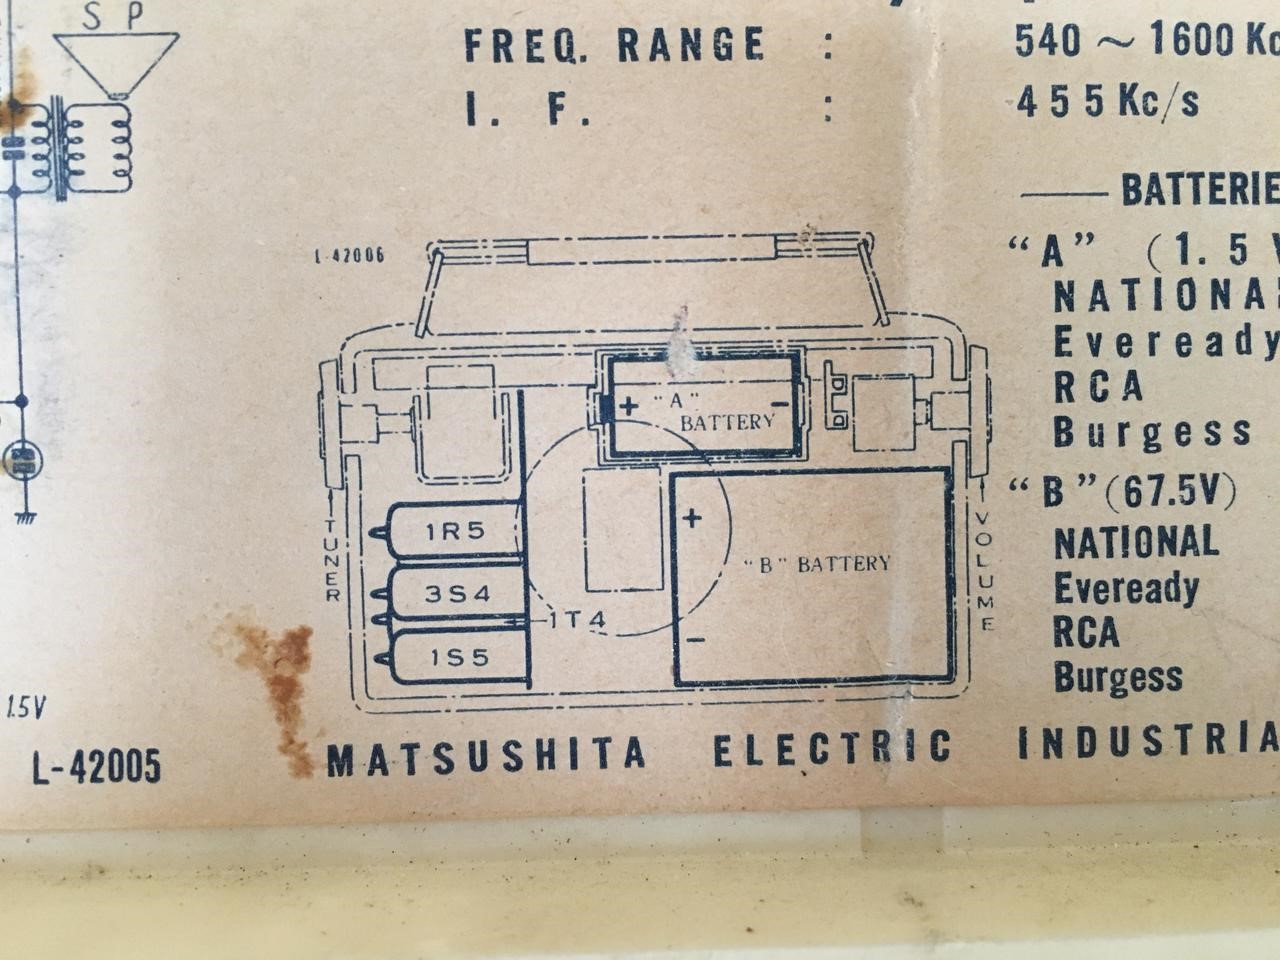 S P
FREQ. RANGE : 540 ~ 1600 Kc
I. F. : 455 Kc/s
BATTERIE
"A" (1.5 V
NATIONA
Eveready
RCA
Burgess
"B" (67.5V)
NATIONAL
Eveready
RCA
Burgess
L-42006
+ "A" BATTERY −
+ "B" BATTERY −
TUNER
VOLUME
1R5
3S4
1T4
1S5
1.5V
L-42005
MATSUSHITA ELECTRIC INDUSTRIA